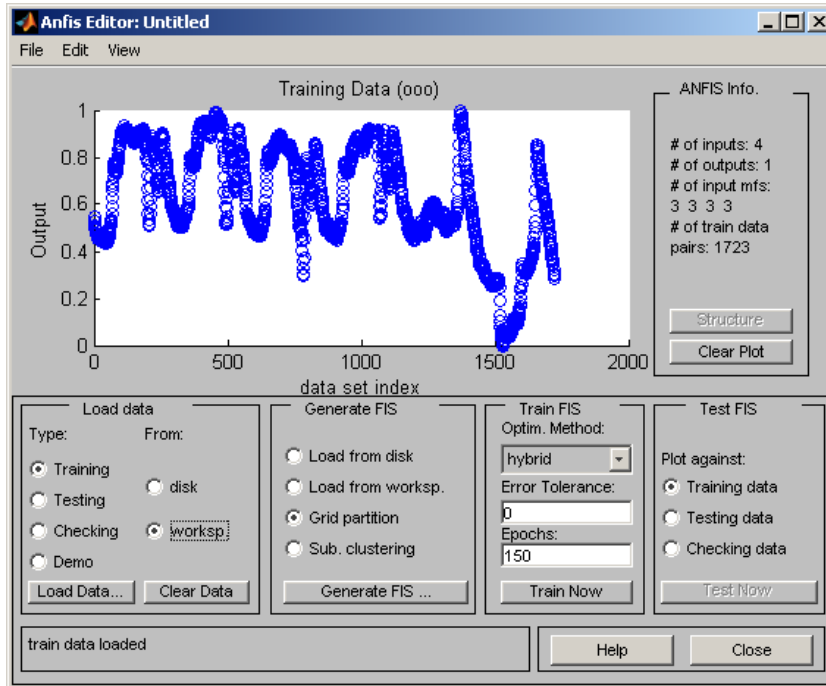 Anfis Editor: Untitled
File Edit View
Training Data (ooo)
1
0.8
0.6
0.4
0.2
0
Output
0 500 1000 1500 2000
data set index
ANFIS Info.
# of inputs: 4
# of outputs: 1
# of input mfs:
3 3 3 3
# of train data
pairs: 1723
Structure
Clear Plot
Load data
Type: From:
Training
Testing
Checking
Demo
disk
worksp.
Load Data... Clear Data
Generate FIS
Load from disk
Load from worksp.
Grid partition
Sub. clustering
Generate FIS ...
Train FIS
Optim. Method:
hybrid
Error Tolerance:
0
Epochs:
150
Train Now
Test FIS
Plot against:
Training data
Testing data
Checking data
Test Now
train data loaded
Help Close